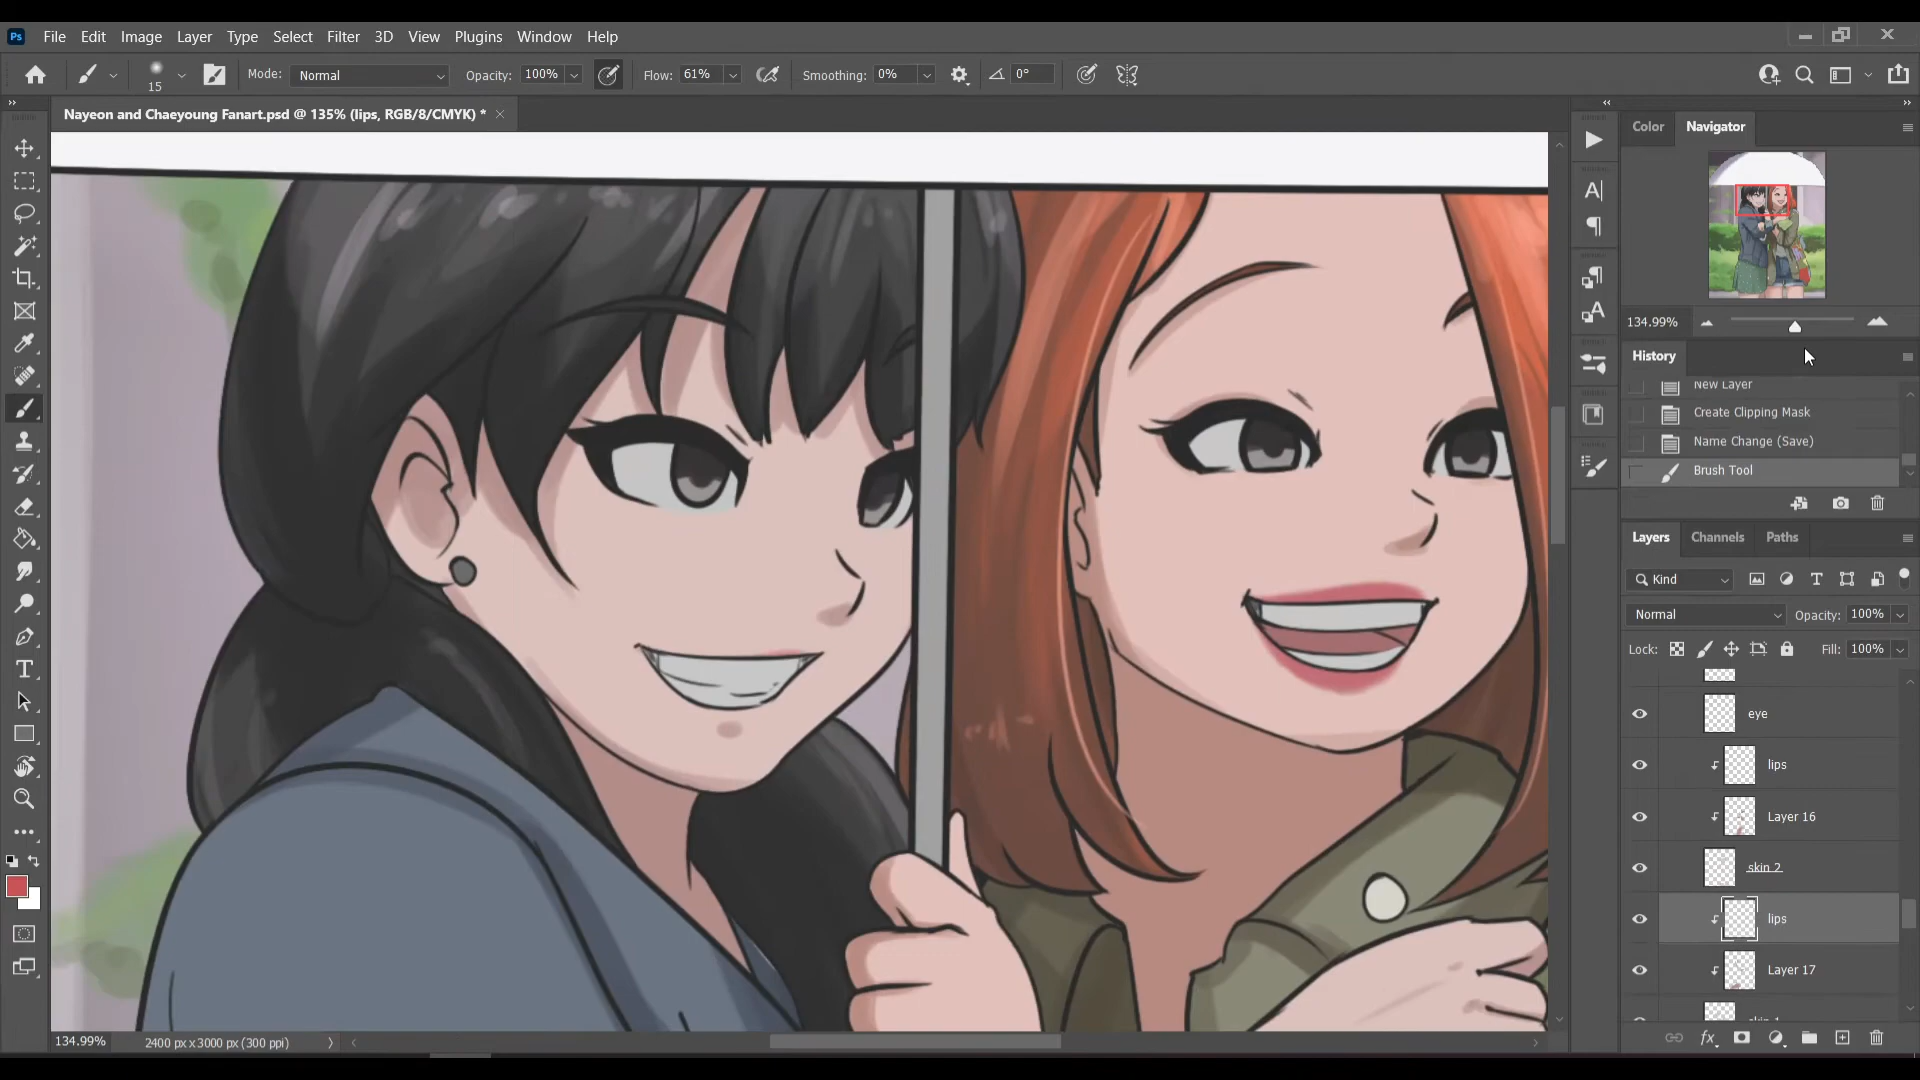 Ps File Edit Image Layer Type Select Filter 3D View Plugins Window Help
15 Mode: Normal Opacity: 100% Flow: 61% Smoothing: 0% 0°
Nayeon and Chaeyoung Fanart.psd @ 135% (lips, RGB/8/CMYK) * ×
Color Navigator
134.99%
History
New Layer
Create Clipping Mask
Name Change (Save)
Brush Tool
Layers Channels Paths
Kind
Normal Opacity: 100%
Lock: Fill: 100%
eye
lips
Layer 16
skin 2
lips
Layer 17
134.99% 2400 px x 3000 px (300 ppi)
fx